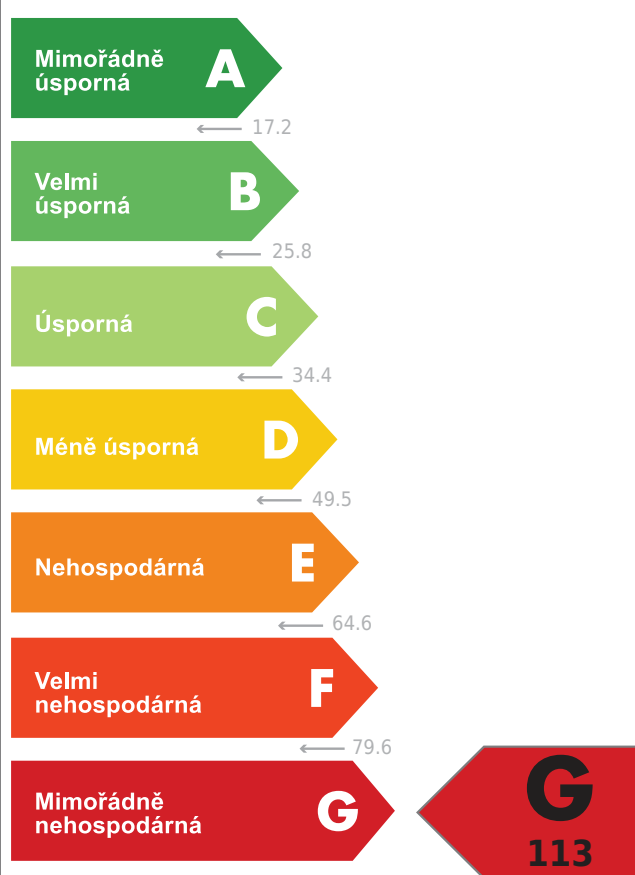 Mimořádně
úsporná
A
17.2
Velmi
úsporná
B
25.8
Úsporná
C
34.4
Méně úsporná
D
49.5
Nehospodárná
E
64.6
Velmi
nehospodárná
F
79.6
Mimořádně
nehospodárná
G
G
113